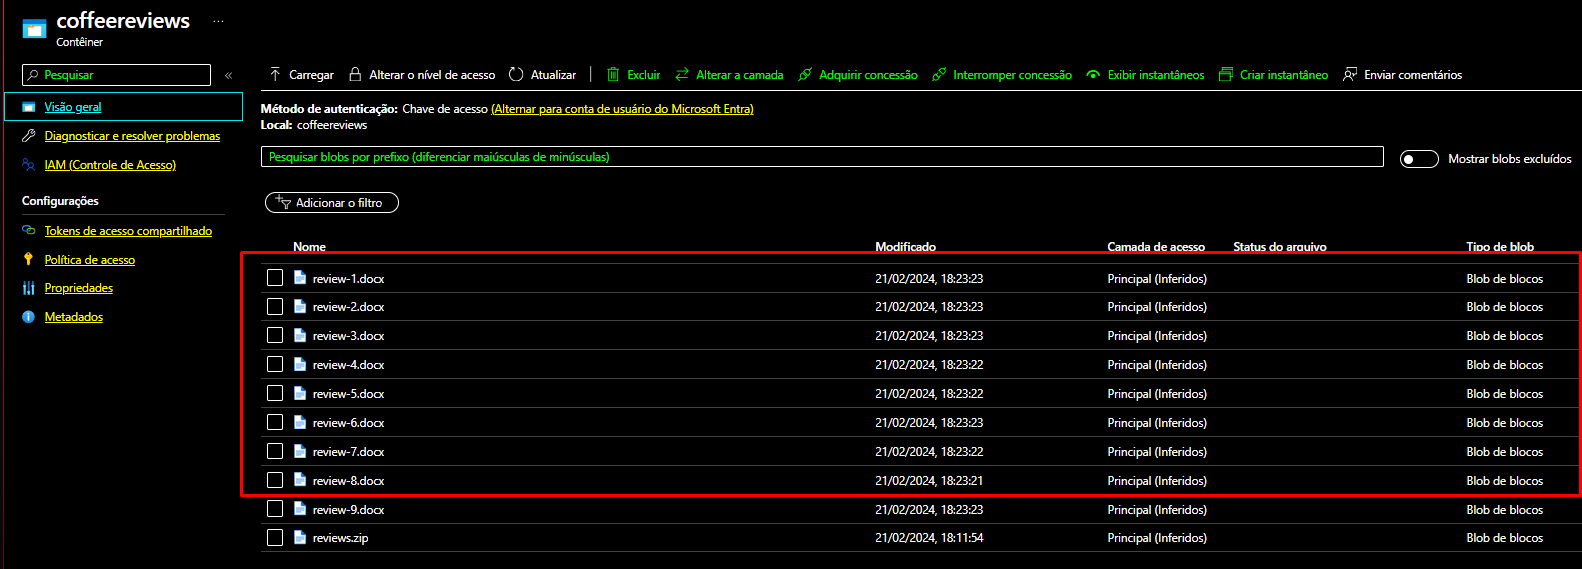 coffeereviews ...
Contêiner
Pesquisar «
Carregar Alterar o nível de acesso Atualizar Excluir Alterar a camada Adquirir concessão Interromper concessão Exibir instantâneos Criar instantâneo Enviar comentários
Visão geral
Diagnosticar e resolver problemas
IAM (Controle de Acesso)
Configurações
Tokens de acesso compartilhado
Política de acesso
Propriedades
Metadados
Método de autenticação: Chave de acesso (Alternar para conta de usuário do Microsoft Entra)
Local: coffeereviews
Pesquisar blobs por prefixo (diferenciar maiúsculas de minúsculas)
Mostrar blobs excluídos
Adicionar o filtro
Nome Modificado Camada de acesso Status do arquivo Tipo de blob
review-1.docx 21/02/2024, 18:23:23 Principal (Inferidos) Blob de blocos
review-2.docx 21/02/2024, 18:23:23 Principal (Inferidos) Blob de blocos
review-3.docx 21/02/2024, 18:23:23 Principal (Inferidos) Blob de blocos
review-4.docx 21/02/2024, 18:23:22 Principal (Inferidos) Blob de blocos
review-5.docx 21/02/2024, 18:23:22 Principal (Inferidos) Blob de blocos
review-6.docx 21/02/2024, 18:23:23 Principal (Inferidos) Blob de blocos
review-7.docx 21/02/2024, 18:23:22 Principal (Inferidos) Blob de blocos
review-8.docx 21/02/2024, 18:23:21 Principal (Inferidos) Blob de blocos
review-9.docx 21/02/2024, 18:23:23 Principal (Inferidos) Blob de blocos
reviews.zip 21/02/2024, 18:11:54 Principal (Inferidos) Blob de blocos